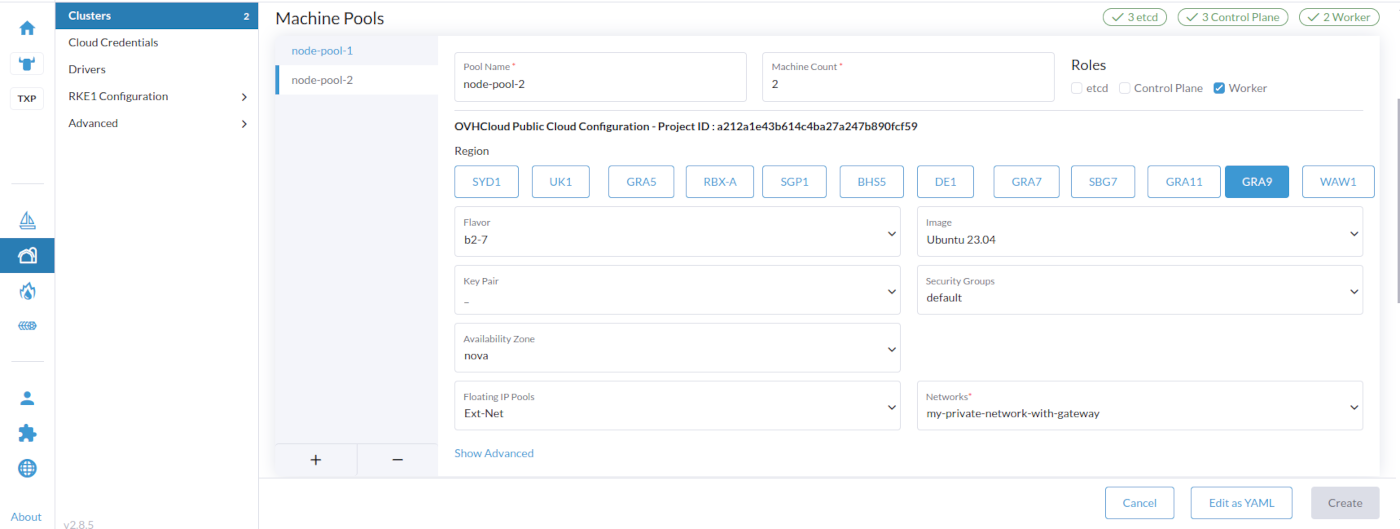 Clusters 2
Machine Pools
3 etcd 3 Control Plane 2 Worker
Cloud Credentials
Drivers
TXP
RKE1 Configuration
Advanced
node-pool-1
node-pool-2
Pool Name *
node-pool-2
Machine Count *
2
Roles
etcd Control Plane Worker
OVHCloud Public Cloud Configuration - Project ID : a212a1e43b614c4ba27a247b890fcf59
Region
SYD1 UK1 GRA5 RBX-A SGP1 BHS5 DE1 GRA7 SBG7 GRA11 GRA9 WAW1
Flavor
b2-7
Image
Ubuntu 23.04
Key Pair
_
Security Groups
default
Availability Zone
nova
Floating IP Pools
Ext-Net
Networks*
my-private-network-with-gateway
+ −
Show Advanced
Cancel Edit as YAML Create
About
v2.8.5